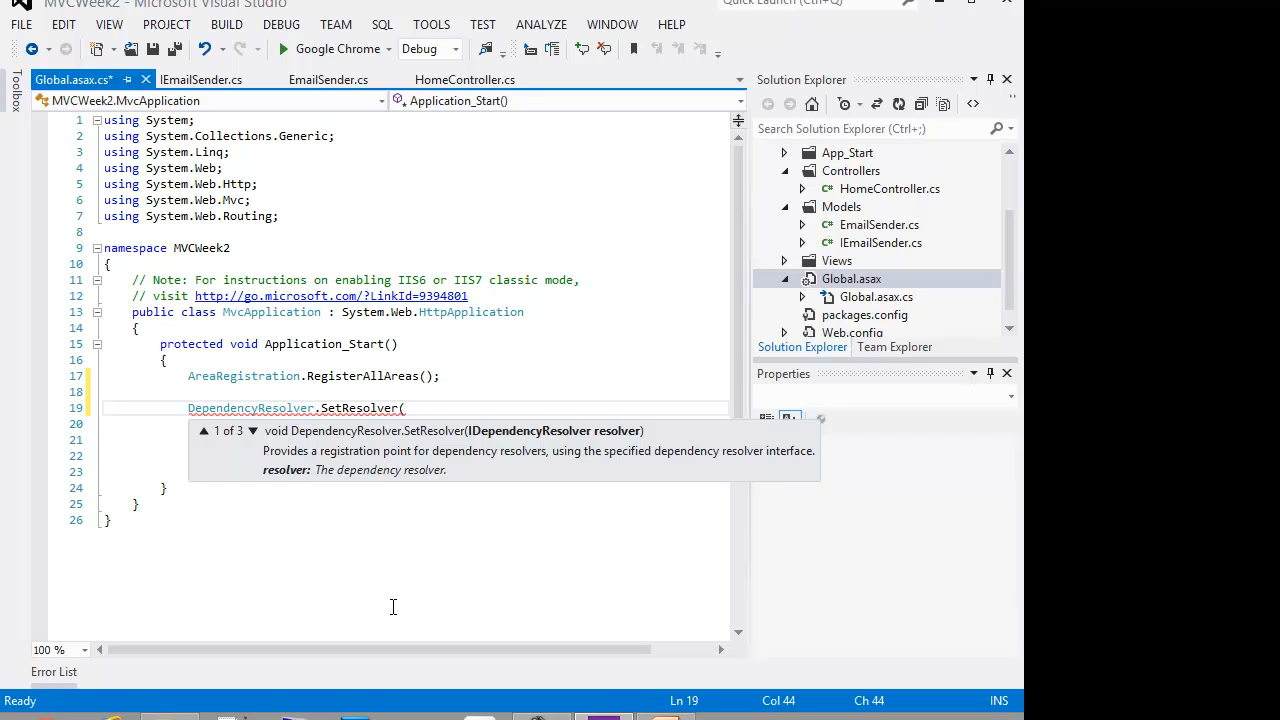 MVCWeek2 - Microsoft Visual Studio
Quick Launch (Ctrl+Q)
FILE EDIT VIEW PROJECT BUILD DEBUG TEAM SQL TOOLS TEST ANALYZE WINDOW HELP
Google Chrome Debug
Toolbox
Global.asax.cs* IEmailSender.cs EmailSender.cs HomeController.cs
MVCWeek2.MvcApplication Application_Start()
1 using System;
2 using System.Collections.Generic;
3 using System.Linq;
4 using System.Web;
5 using System.Web.Http;
6 using System.Web.Mvc;
7 using System.Web.Routing;
8
9 namespace MVCWeek2
10 {
11 // Note: For instructions on enabling IIS6 or IIS7 classic mode,
12 // visit http://go.microsoft.com/?LinkId=9394801
13 public class MvcApplication : System.Web.HttpApplication
14 {
15 protected void Application_Start()
16 {
17 AreaRegistration.RegisterAllAreas();
18
19 DependencyResolver.SetResolver(
20
21
22
23
24 }
25 }
26 }
1 of 3 void DependencyResolver.SetResolver(IDependencyResolver resolver)
Provides a registration point for dependency resolvers, using the specified dependency resolver interface.
resolver: The dependency resolver.
100 %
Error List
Ready Ln 19 Col 44 Ch 44 INS
Solution Explorer
Search Solution Explorer (Ctrl+;)
App_Start
Controllers
C# HomeController.cs
Models
C# EmailSender.cs
C# IEmailSender.cs
Views
Global.asax
Global.asax.cs
packages.config
Web.config
Solution Explorer Team Explorer
Properties